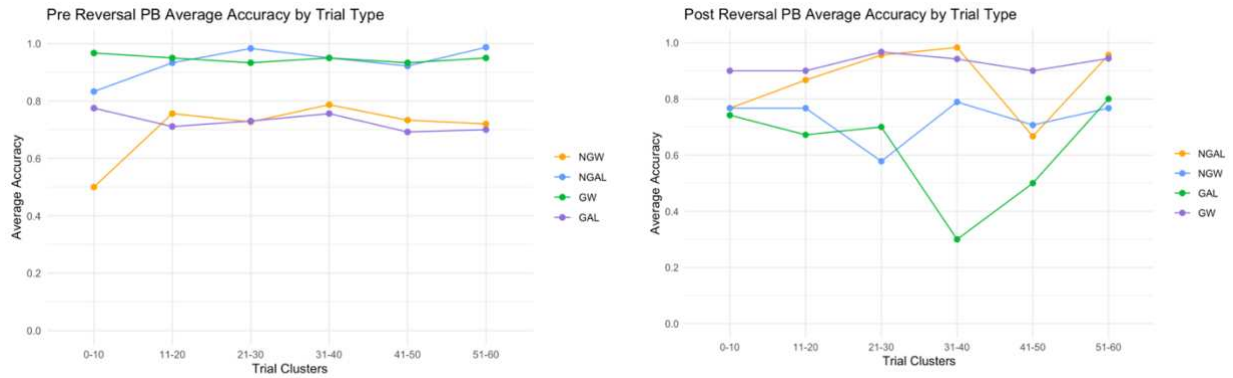 Pre Reversal PB Average Accuracy by Trial Type
Average Accuracy
1.0
0.8
0.6
0.4
0.2
0.0
0-10 11-20 21-30 31-40 41-50 51-60
Trial Clusters
NGW
NGAL
GW
GAL
Post Reversal PB Average Accuracy by Trial Type
Average Accuracy
1.0
0.8
0.6
0.4
0.2
0.0
0-10 11-20 21-30 31-40 41-50 51-60
Trial Clusters
NGAL
NGW
GAL
GW